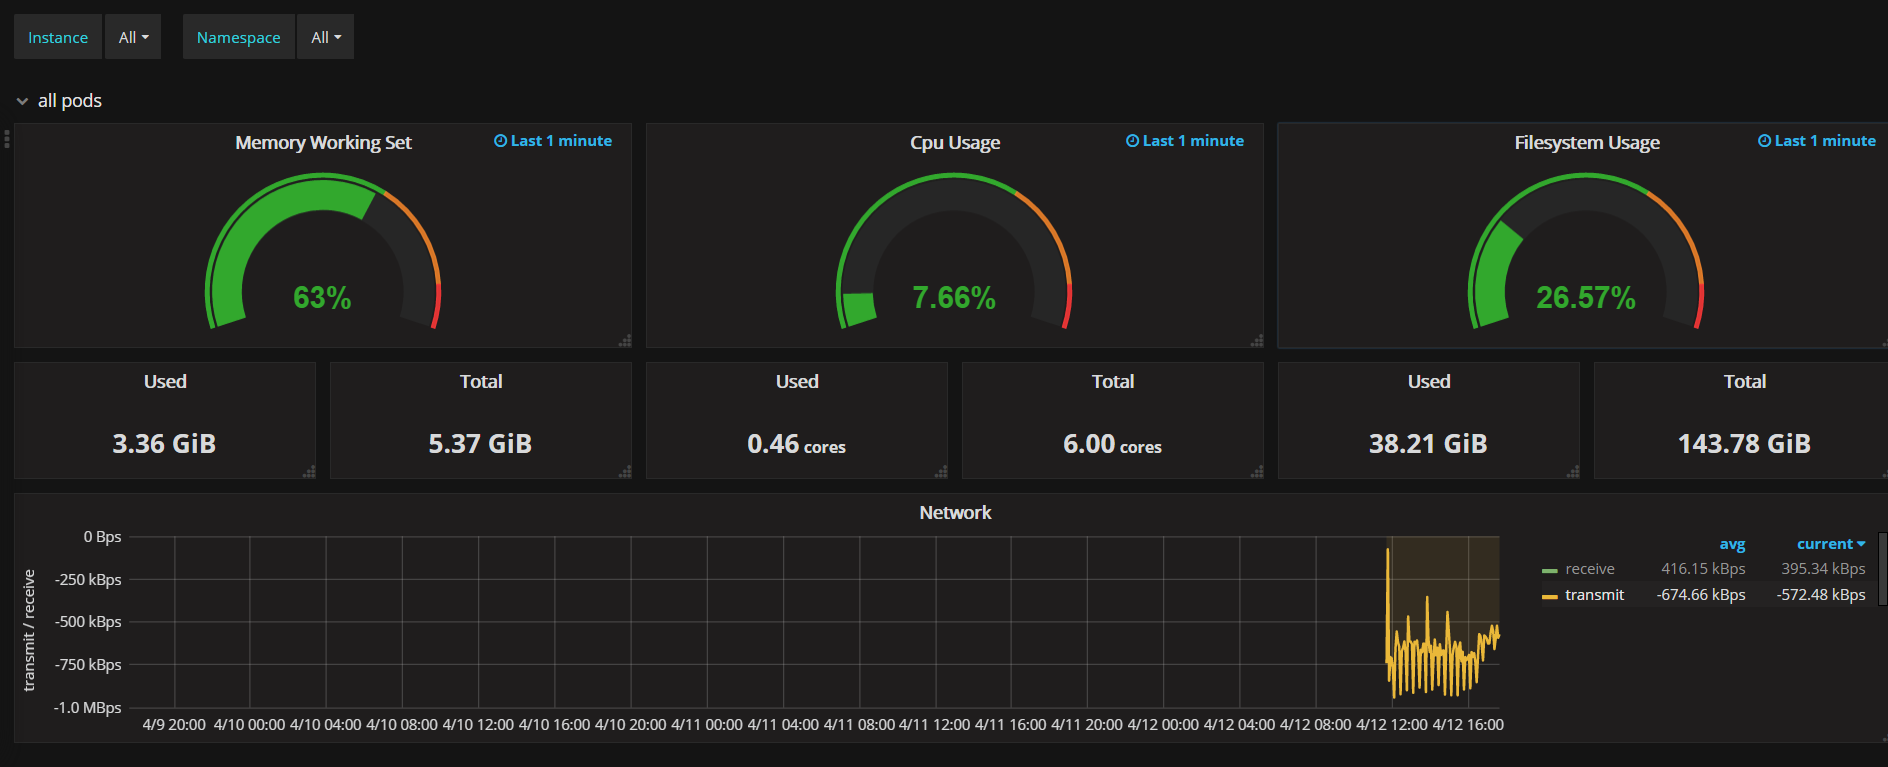 Instance All Namespace All
all pods
Memory Working Set Last 1 minute
63%
Cpu Usage Last 1 minute
7.66%
Filesystem Usage Last 1 minute
26.57%
Used
3.36 GiB
Total
5.37 GiB
Used
0.46 cores
Total
6.00 cores
Used
38.21 GiB
Total
143.78 GiB
Network
transmit / receive
0 Bps
-250 kBps
-500 kBps
-750 kBps
-1.0 MBps
4/9 20:00 4/10 00:00 4/10 04:00 4/10 08:00 4/10 12:00 4/10 16:00 4/10 20:00 4/11 00:00 4/11 04:00 4/11 08:00 4/11 12:00 4/11 16:00 4/11 20:00 4/12 00:00 4/12 04:00 4/12 08:00 4/12 12:00 4/12 16:00
avg current
receive 416.15 kBps 395.34 kBps
transmit -674.66 kBps -572.48 kBps